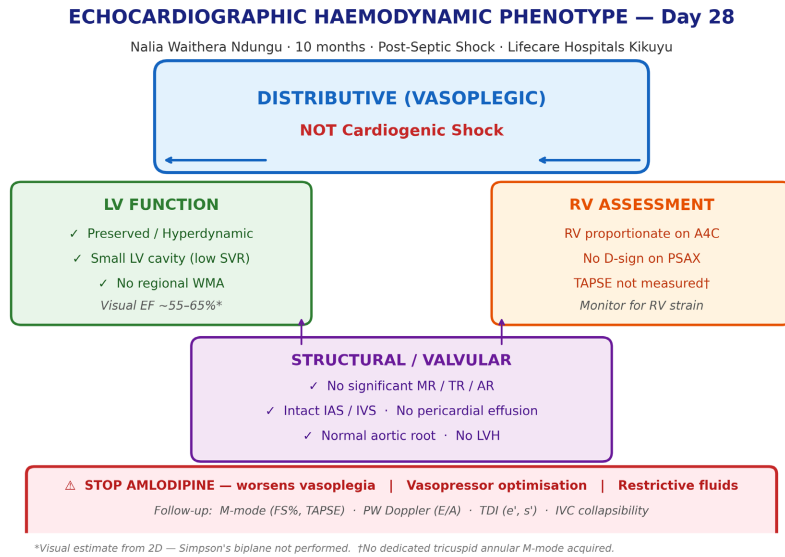 ECHOCARDIOGRAPHIC HAEMODYNAMIC PHENOTYPE — Day 28
Nalia Waithera Ndungu · 10 months · Post-Septic Shock · Lifecare Hospitals Kikuyu
DISTRIBUTIVE (VASOPLEGIC)
NOT Cardiogenic Shock
LV FUNCTION
✓ Preserved / Hyperdynamic
✓ Small LV cavity (low SVR)
✓ No regional WMA
Visual EF ~55–65%*
RV ASSESSMENT
RV proportionate on A4C
No D-sign on PSAX
TAPSE not measured†
Monitor for RV strain
STRUCTURAL / VALVULAR
✓ No significant MR / TR / AR
✓ Intact IAS / IVS · No pericardial effusion
✓ Normal aortic root · No LVH
⚠ STOP AMLODIPINE — worsens vasoplegia | Vasopressor optimisation | Restrictive fluids
Follow-up: M-mode (FS%, TAPSE) · PW Doppler (E/A) · TDI (e', s') · IVC collapsibility
*Visual estimate from 2D — Simpson's biplane not performed. †No dedicated tricuspid annular M-mode acquired.